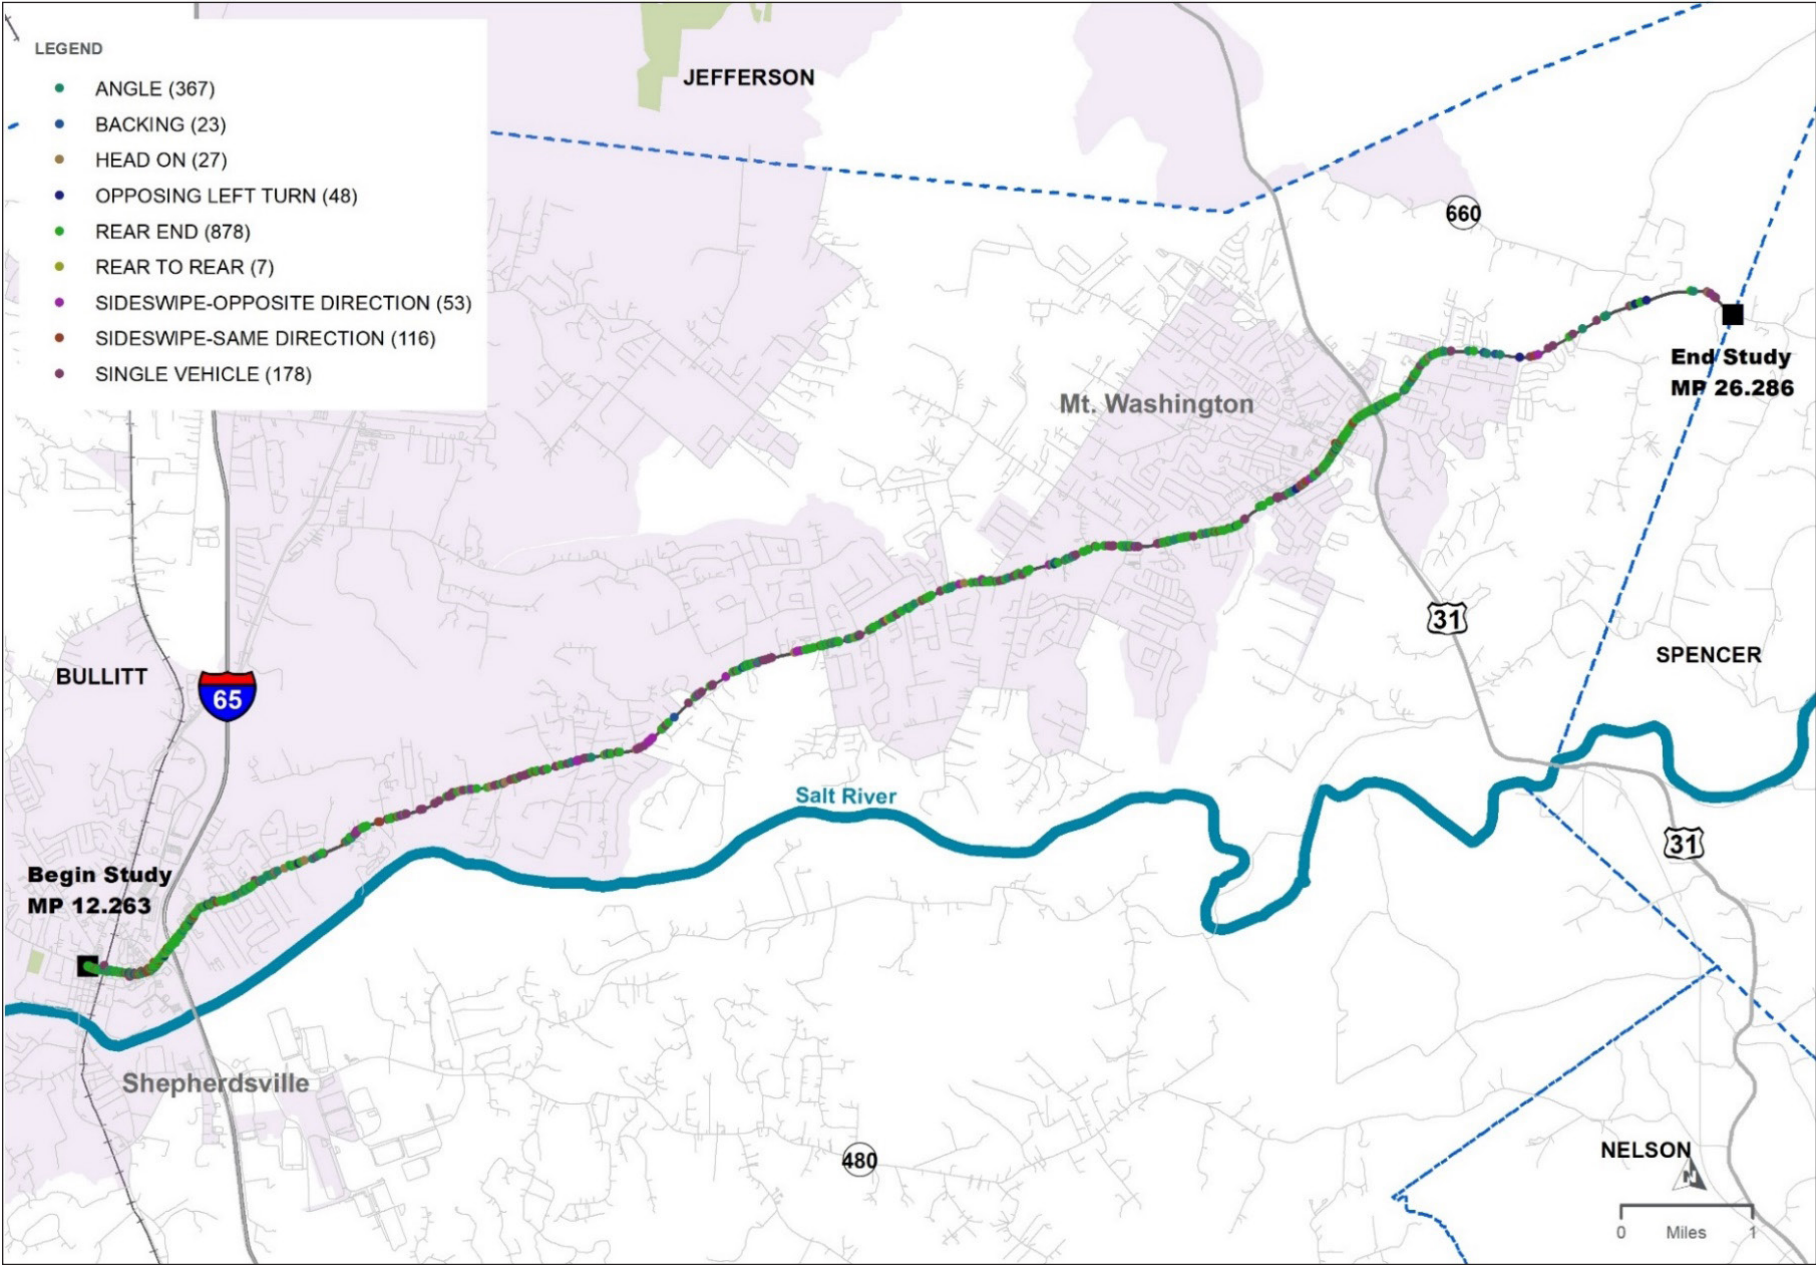 LEGEND
ANGLE (367)
BACKING (23)
HEAD ON (27)
OPPOSING LEFT TURN (48)
REAR END (878)
REAR TO REAR (7)
SIDESWIPE-OPPOSITE DIRECTION (53)
SIDESWIPE-SAME DIRECTION (116)
SINGLE VEHICLE (178)
JEFFERSON
660
End Study
MP 26.286
Mt. Washington
31
SPENCER
BULLITT
65
Salt River
31
Begin Study
MP 12.263
Shepherdsville
480
NELSON
N
0 Miles 1